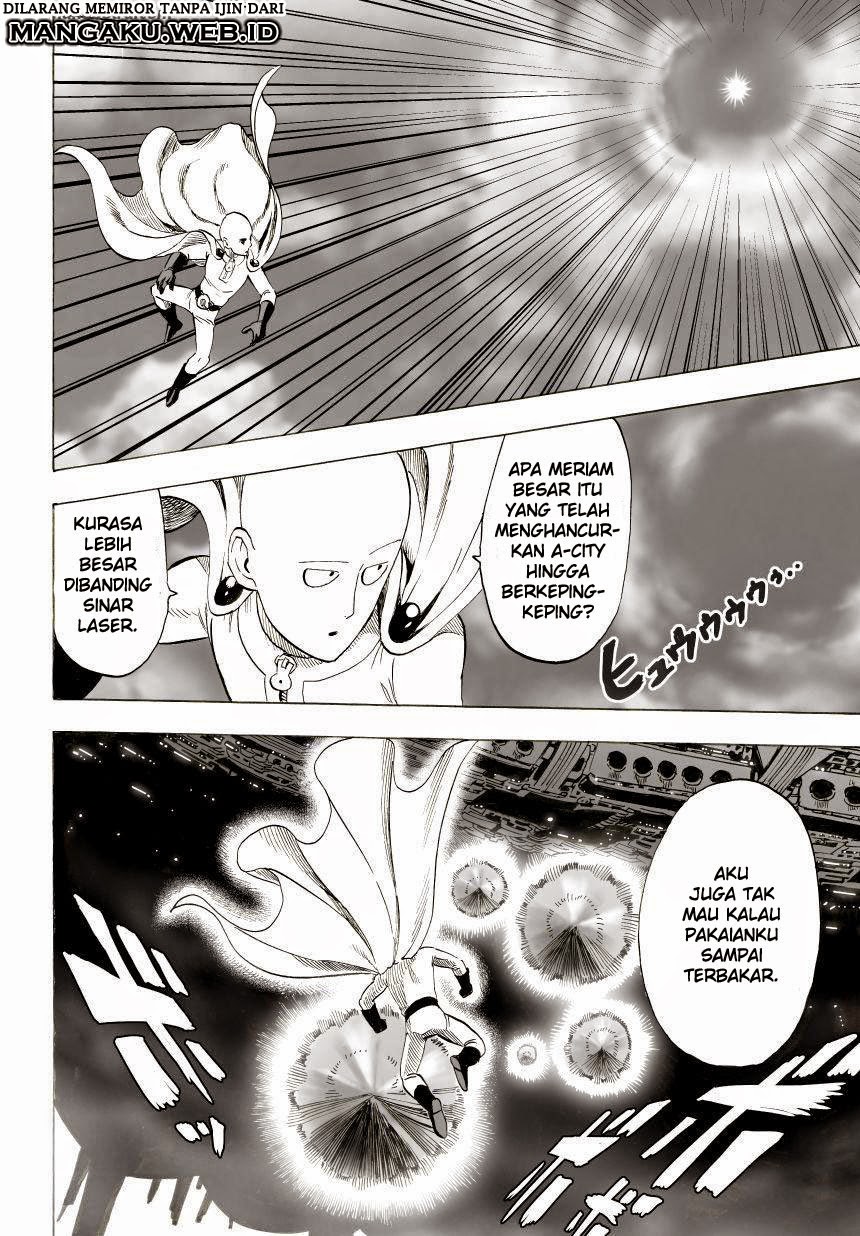 DILARANG MEMIROR TANPA IJIN DARI
MANGAKU.WEB.ID
APA MERIAM
BESAR ITU
YANG TELAH
MENGHANCUR-
KAN A-CITY
HINGGA
BERKEPING-
KEPING?
KURASA
LEBIH
BESAR
DIBANDING
SINAR
LASER.
ヒュウウウウゥ..
AKU
JUGA TAK
MAU KALAU
PAKAIANKU
SAMPAI
TERBAKAR.